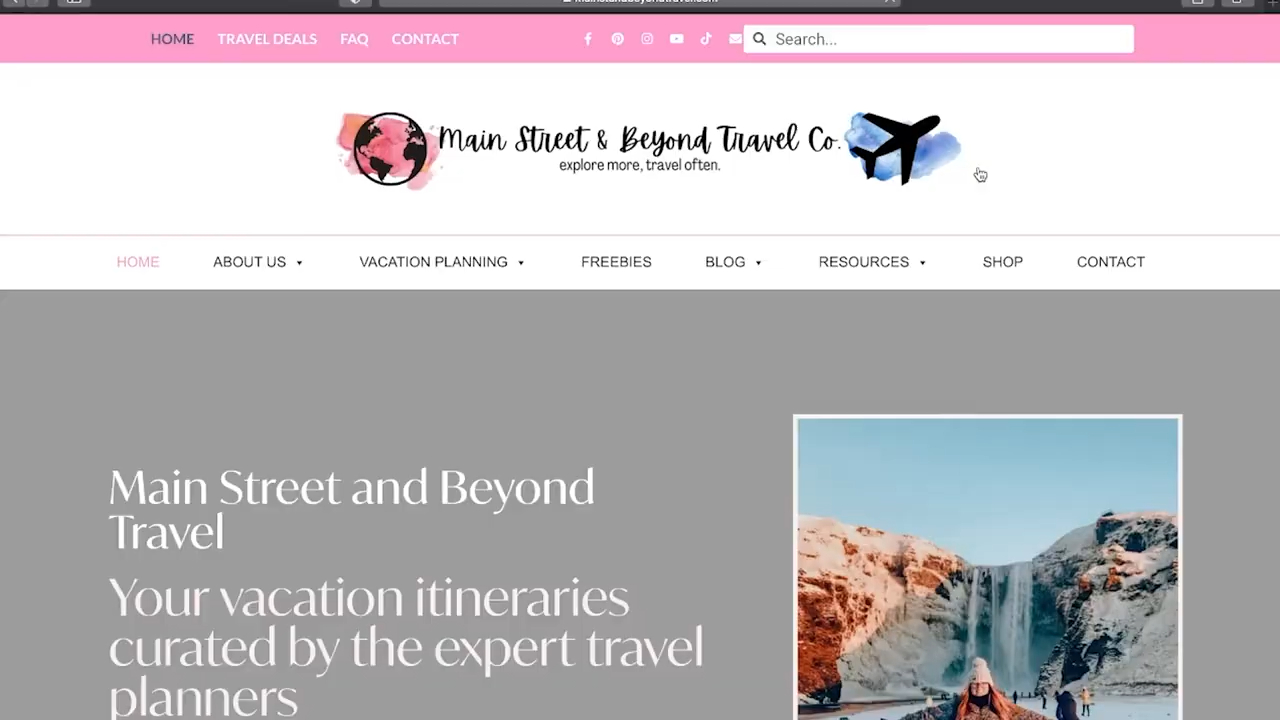 HOME TRAVEL DEALS FAQ CONTACT Search...
Main Street & Beyond Travel Co.
explore more, travel often.
HOME ABOUT US VACATION PLANNING FREEBIES BLOG RESOURCES SHOP CONTACT
Main Street and Beyond
Travel
Your vacation itineraries
curated by the expert travel
planners